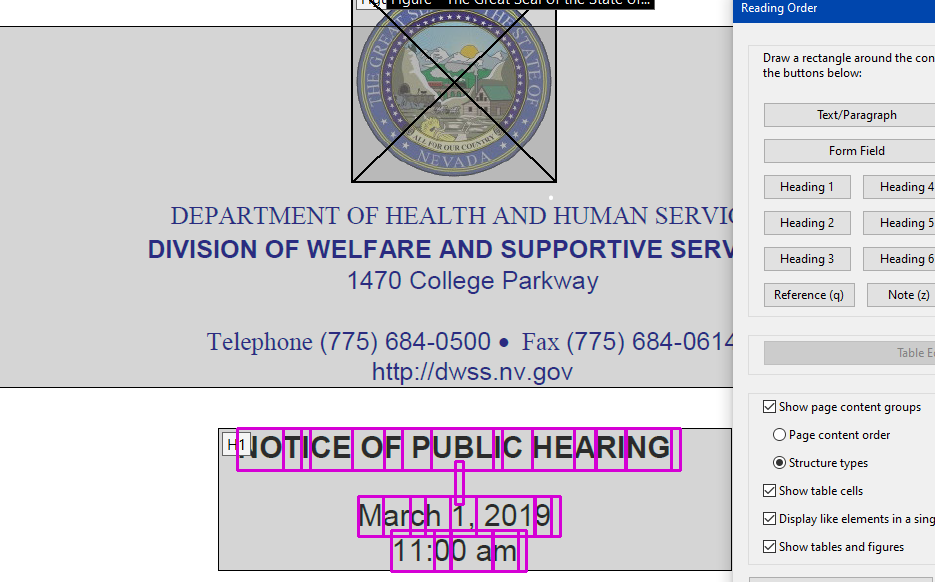 Figure - The Great Seal of the State of...
THE GREAT SEAL OF THE STATE OF
ALL FOR OUR COUNTRY
NEVADA
DEPARTMENT OF HEALTH AND HUMAN SERVIC
DIVISION OF WELFARE AND SUPPORTIVE SERV
1470 College Parkway
Telephone (775) 684-0500 • Fax (775) 684-0614
http://dwss.nv.gov
H1
NOTICE OF PUBLIC HEARING
March 1, 2019
11:00 am
Reading Order
Draw a rectangle around the con
the buttons below:
Text/Paragraph
Form Field
Heading 1 Heading 4
Heading 2 Heading 5
Heading 3 Heading 6
Reference (q) Note (z)
Table E
Show page content groups
Page content order
Structure types
Show table cells
Display like elements in a sing
Show tables and figures